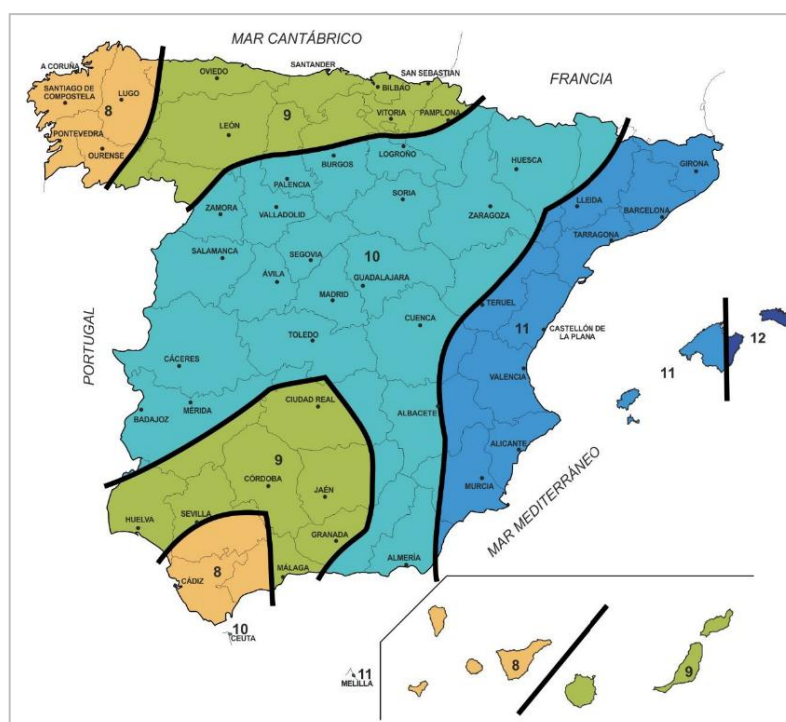 MAR CANTÁBRICO
A CORUÑA
OVIEDO
SANTANDER
SAN SEBASTIAN
FRANCIA
BILBAO
SANTIAGO DE
COMPOSTELA
LUGO
8
9
VITORIA
PAMPLONA
LEÓN
PONTEVEDRA
OURENSE
LOGROÑO
BURGOS
HUESCA
GIRONA
PALENCIA
ZAMORA
VALLADOLID
SORIA
ZARAGOZA
LLEIDA
BARCELONA
TARRAGONA
SALAMANCA
SEGOVIA
10
ÁVILA
GUADALAJARA
MADRID
TERUEL
CUENCA
11
CASTELLÓN DE
LA PLANA
12
PORTUGAL
TOLEDO
CÁCERES
VALENCIA
11
MÉRIDA
BADAJOZ
CIUDAD REAL
ALBACETE
ALICANTE
MURCIA
MAR MEDITERRÁNEO
9
CÓRDOBA
JAÉN
HUELVA
SEVILLA
GRANADA
8
CÁDIZ
MÁLAGA
ALMERÍA
10
CEUTA
11
MELILLA
8
9